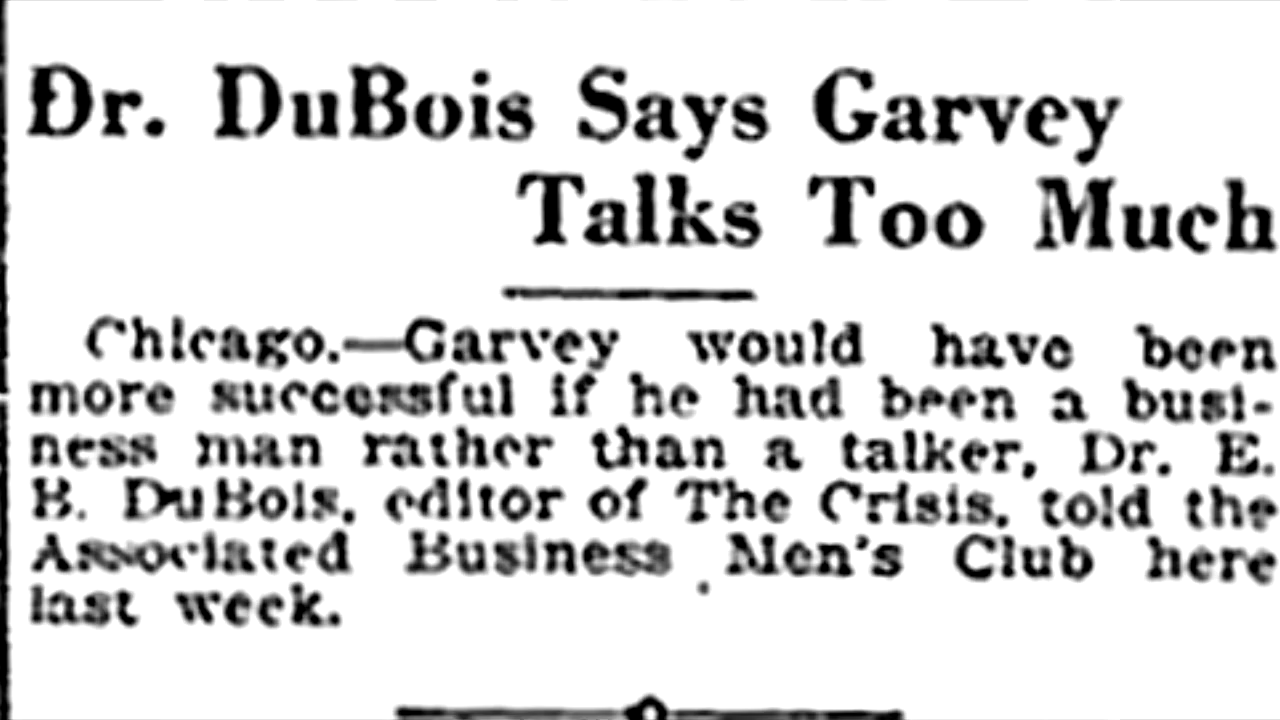 Dr. DuBois Says Garvey
Talks Too Much
Chicago.—Garvey would have been
more successful if he had been a busi-
ness man rather than a talker, Dr. E.
B. DuBois, editor of The Crisis, told the
Associated Business Men's Club here
last week.